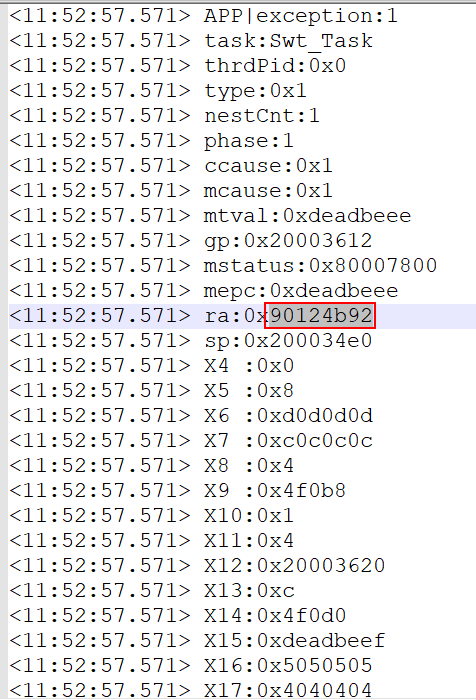 <11:52:57.571> APP|exception:1
<11:52:57.571> task:Swt_Task
<11:52:57.571> thrdPid:0x0
<11:52:57.571> type:0x1
<11:52:57.571> nestCnt:1
<11:52:57.571> phase:1
<11:52:57.571> ccause:0x1
<11:52:57.571> mcause:0x1
<11:52:57.571> mtval:0xdeadbeee
<11:52:57.571> gp:0x20003612
<11:52:57.571> mstatus:0x80007800
<11:52:57.571> mepc:0xdeadbeee
<11:52:57.571> ra:0x90124b92
<11:52:57.571> sp:0x200034e0
<11:52:57.571> X4 :0x0
<11:52:57.571> X5 :0x8
<11:52:57.571> X6 :0xd0d0d0d
<11:52:57.571> X7 :0xc0c0c0c
<11:52:57.571> X8 :0x4
<11:52:57.571> X9 :0x4f0b8
<11:52:57.571> X10:0x1
<11:52:57.571> X11:0x4
<11:52:57.571> X12:0x20003620
<11:52:57.571> X13:0xc
<11:52:57.571> X14:0x4f0d0
<11:52:57.571> X15:0xdeadbeef
<11:52:57.571> X16:0x5050505
<11:52:57.571> X17:0x4040404